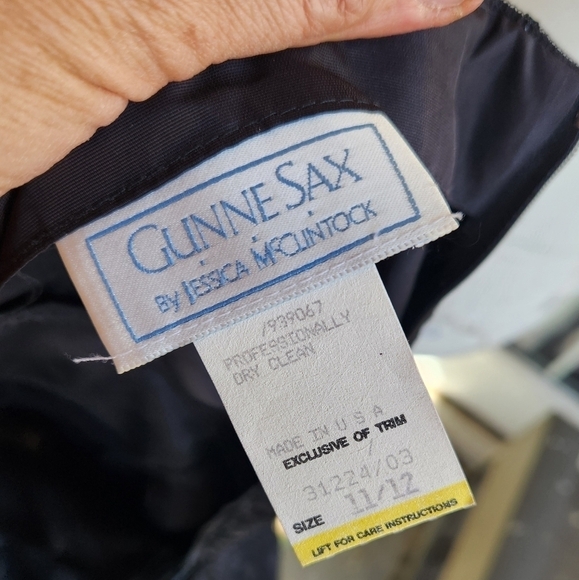 GUNNE SAX
BY JESSICA McCLINTOCK
/939067
PROFESSIONALLY
DRY CLEAN
MADE IN U S A
EXCLUSIVE OF TRIM
/
31224/03
SIZE 11/12
LIFT FOR CARE INSTRUCTIONS